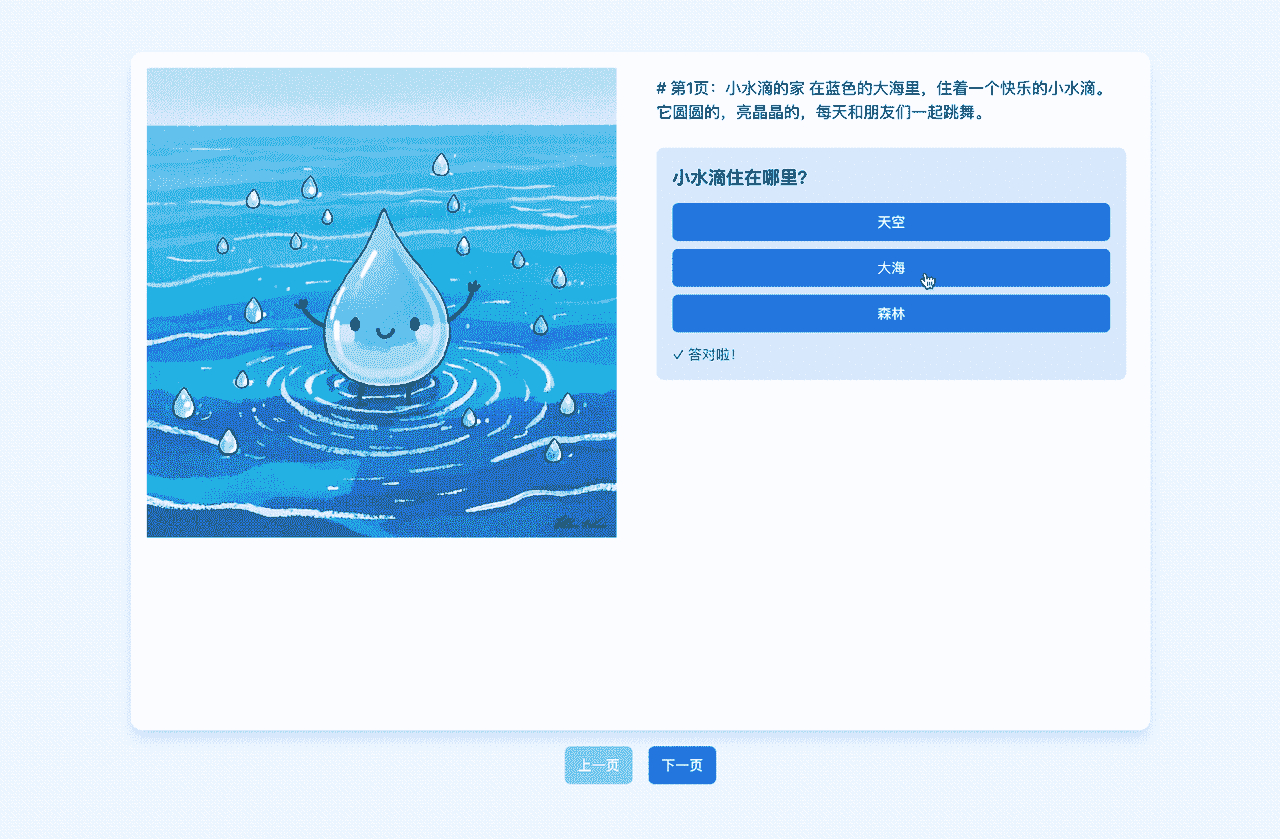 # 第1页：小水滴的家 在蓝色的大海里，住着一个快乐的小水滴。
它圆圆的，亮晶晶的，每天和朋友们一起跳舞。
小水滴住在哪里?
天空
大海
森林
✓ 答对啦！
上一页
下一页